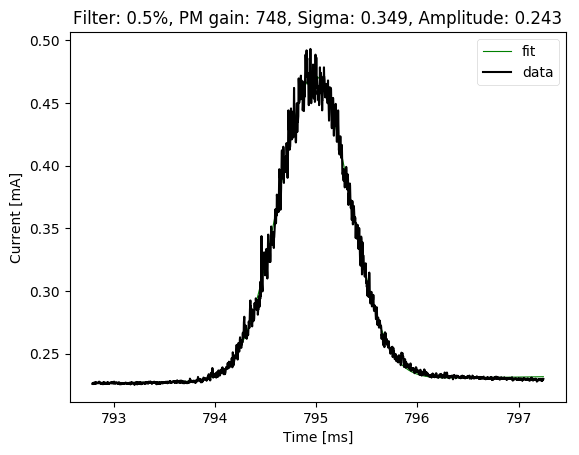 Filter: 0.5%, PM gain: 748, Sigma: 0.349, Amplitude: 0.243
fit
data
0.50
0.45
0.40
0.35
0.30
0.25
Current [mA]
793 794 795 796 797
Time [ms]